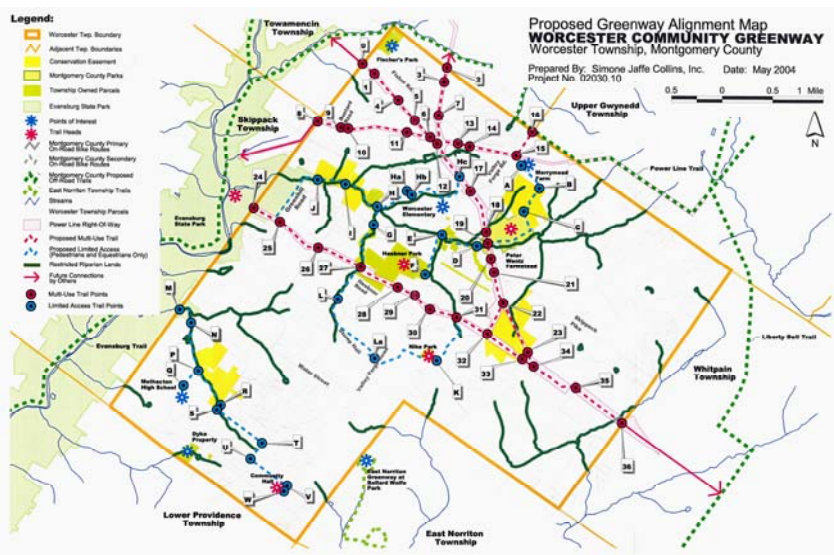 Legend:
Worcester Twp. Boundary
Adjacent Twp. Boundaries
Conservation Easement
Montgomery County Parks
Township Owned Parcels
Evansburg State Park
Points of Interest
Trail Heads
Montgomery County Primary
On-Road Bike Routes
Montgomery County Secondary
On-Road Bike Routes
Montgomery County Proposed
Off-Road Trails
East Norriton Township Trails
Streams
Worcester Township Parcels
Power Line Right-Of-Way
Proposed Multi-Use Trail
Proposed Limited Access
(Pedestrians and Equestrians Only)
Restricted Riparian Lands
Future Connections
by Others
Multi-Use Trail Points
Limited Access Trail Points
Proposed Greenway Alignment Map
WORCESTER COMMUNITY GREENWAY
Worcester Township, Montgomery County
Prepared By: Simone Jaffe Collins, Inc. Date: May 2004
Project No. 02030.10
0.5 0 0.5 1 Mile
N
Towamencin
Township
Fischer's Park
Skippack
Township
Upper Gwynedd
Township
Power Line Trail
Merrymead
Farm
Worcester
Elementary
Evansburg
State Park
Heebner Park
Peter
Wentz
Farmstead
Evansburg Trail
Nike Park
Skippack
Pike
Liberty Bell Trail
Whitpain
Township
Methacton
High School
Water Street
Valley Forge
Dyke
Property
Community
Hall
East Norriton
Greenway at
Bollard Wolfe
Park
Lower Providence
Township
East Norriton
Township
0
1
2
3
4
5
6
7
8
9
10
11
12
13
14
15
16
17
18
19
20
21
22
23
24
25
26
27
28
29
30
31
32
33
34
35
36
A
B
C
D
E
F
G
H
Ha
Hb
Hc
I
J
K
L
La
M
N
P
Q
R
S
T
U
V
W